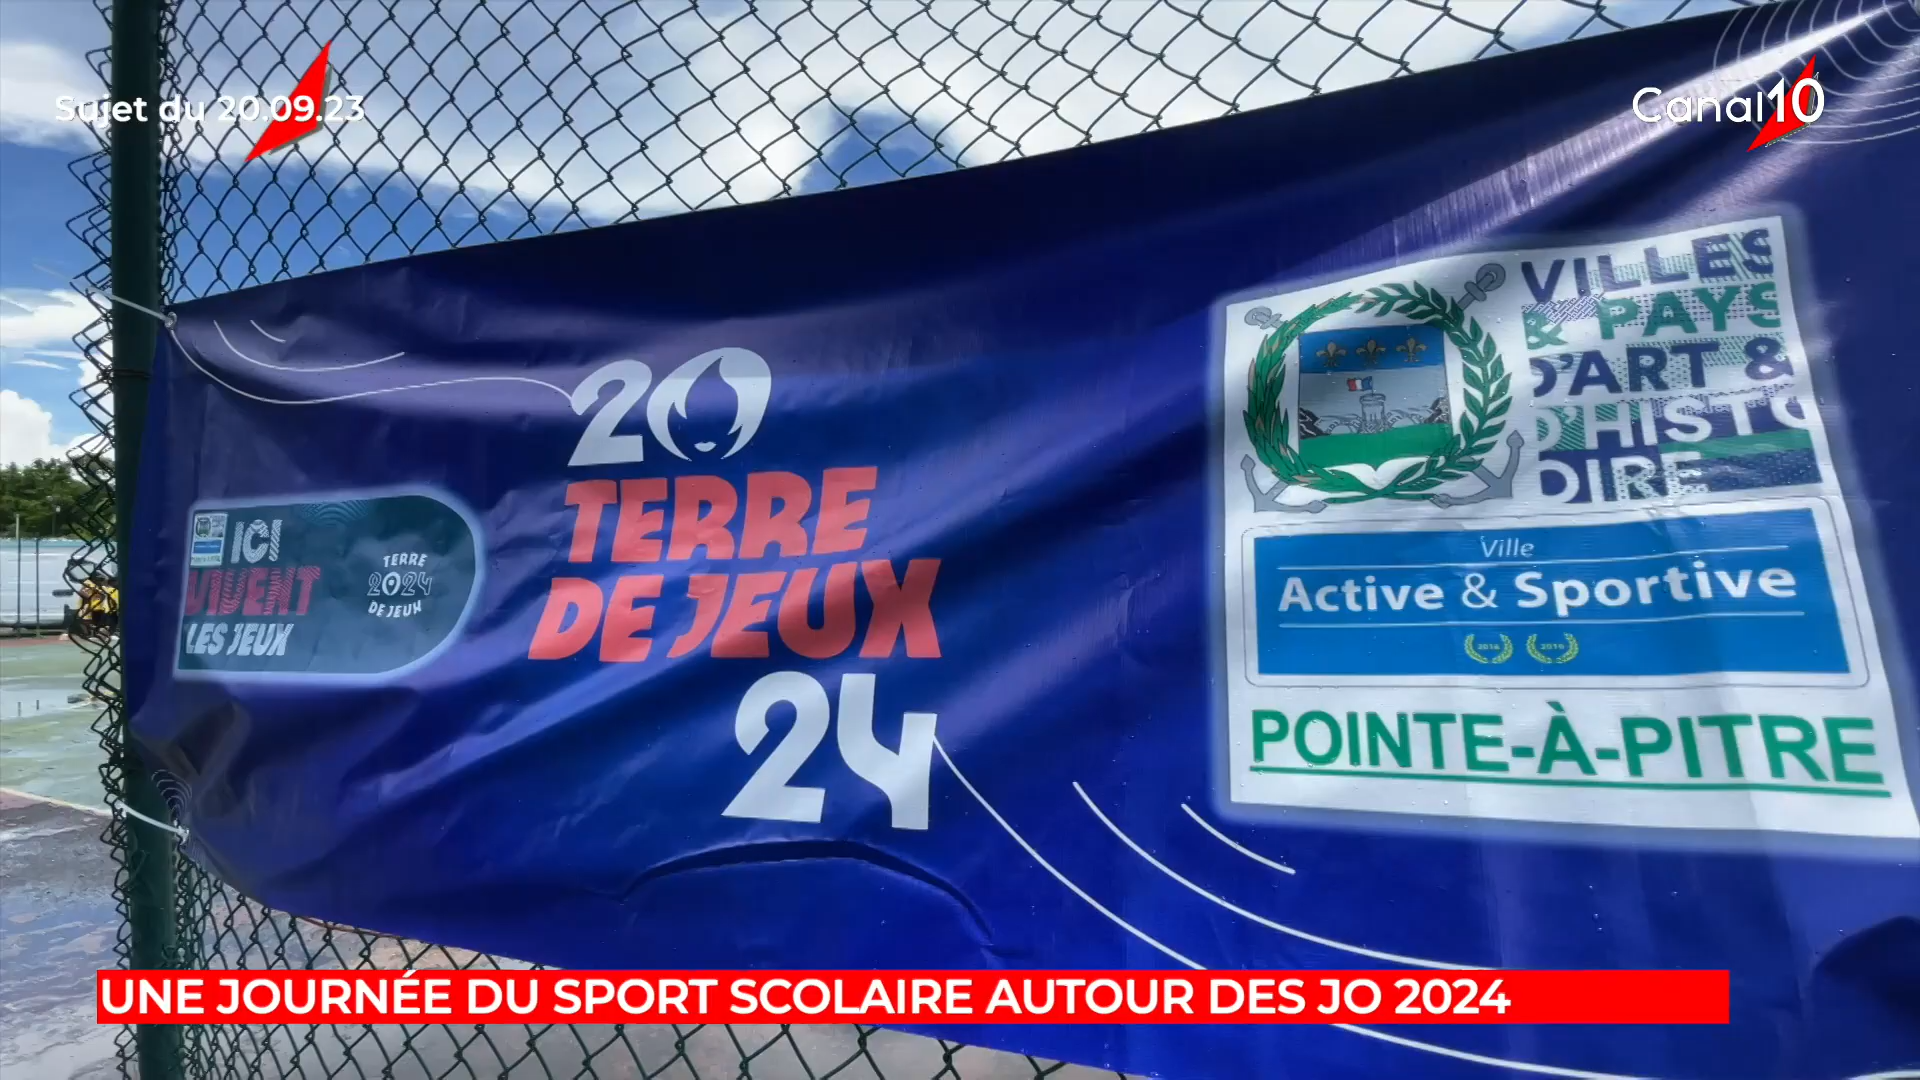 Sujet du 20.09.23
Canal10
20
TERRE
DE JEUX
24
ICI
VIVENT
LES JEUX
TERRE
2024
DE JEUX
VILLES
& PAYS
D'ART &
D'HISTO
OIRE
Ville
Active & Sportive
POINTE-À-PITRE
UNE JOURNÉE DU SPORT SCOLAIRE AUTOUR DES JO 2024